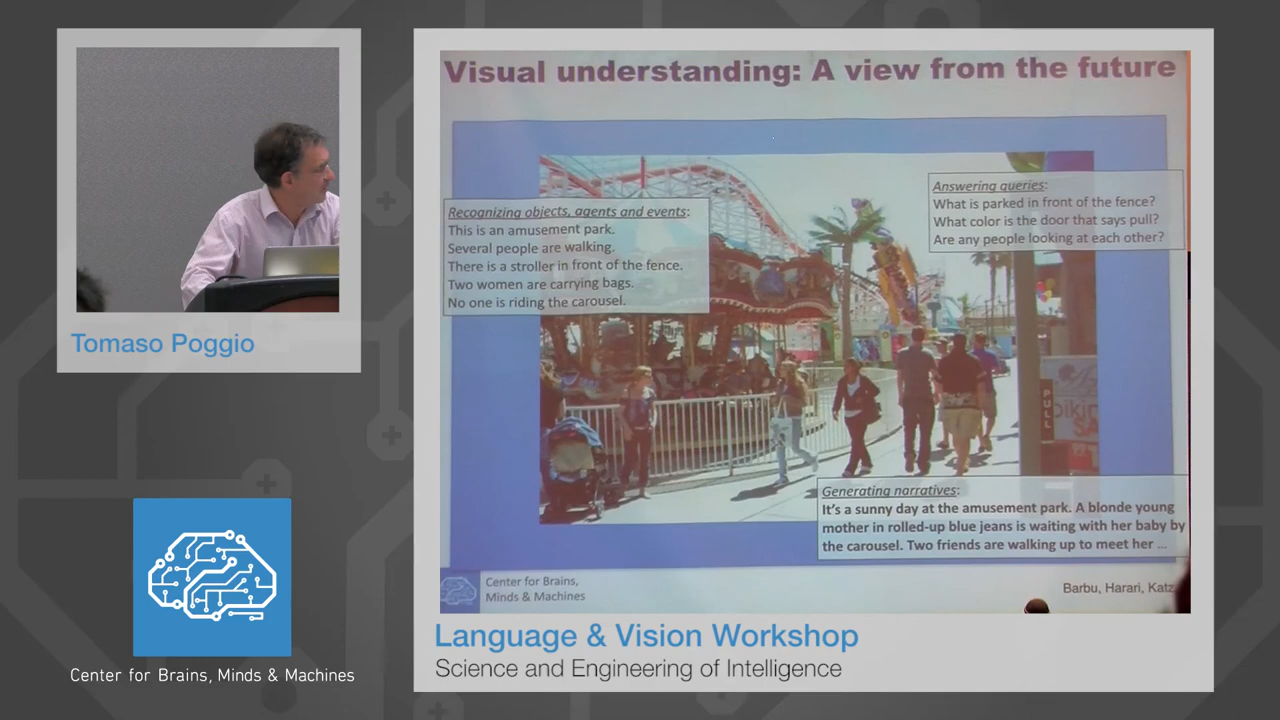 Visual understanding: A view from the future
Recognizing objects, agents and events:
This is an amusement park.
Several people are walking.
There is a stroller in front of the fence.
Two women are carrying bags.
No one is riding the carousel.
Answering queries:
What is parked in front of the fence?
What color is the door that says pull?
Are any people looking at each other?
PULL
Generating narratives:
It's a sunny day at the amusement park. A blonde young
mother in rolled-up blue jeans is waiting with her baby by
the carousel. Two friends are walking up to meet her ...
Center for Brains,
Minds & Machines
Barbu, Harari, Katz
Tomaso Poggio
Language & Vision Workshop
Science and Engineering of Intelligence
Center for Brains, Minds & Machines